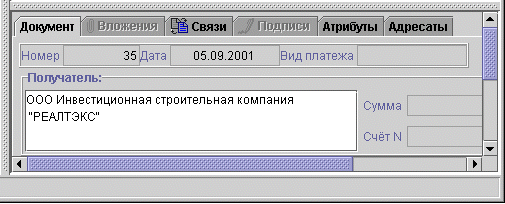 Документ Вложения Связи Подписи Атрибуты Адресаты
Номер 35 Дата 05.09.2001 Вид платежа
Получатель:
ООО Инвестиционная строительная компания
"РЕАЛТЭКС"
Сумма
Счёт N